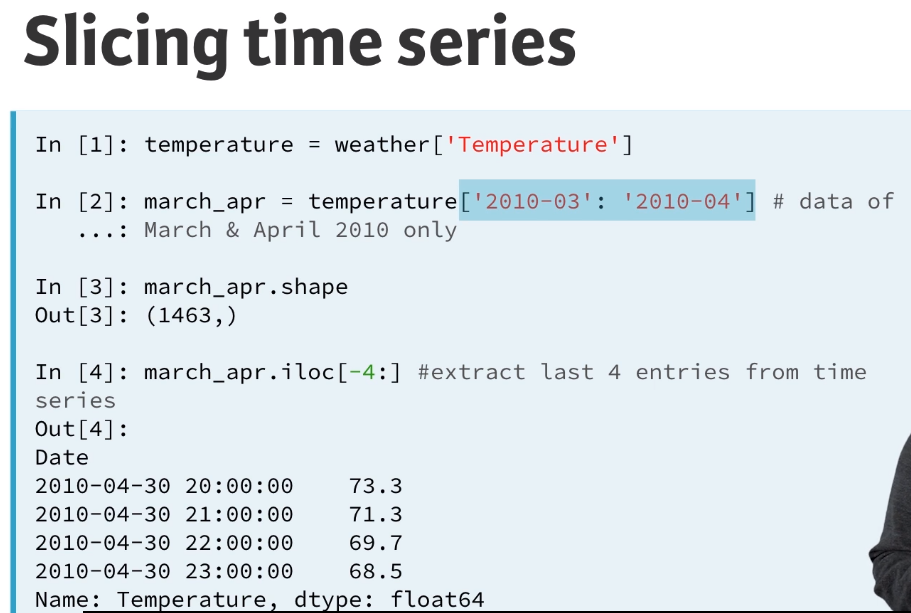 Slicing time series
In [1]: temperature = weather['Temperature']
In [2]: march_apr = temperature['2010-03': '2010-04'] # data of
...: March & April 2010 only
In [3]: march_apr.shape
Out[3]: (1463,)
In [4]: march_apr.iloc[-4:] #extract last 4 entries from time
series
Out[4]:
Date
2010-04-30 20:00:00    73.3
2010-04-30 21:00:00    71.3
2010-04-30 22:00:00    69.7
2010-04-30 23:00:00    68.5
Name: Temperature, dtype: float64